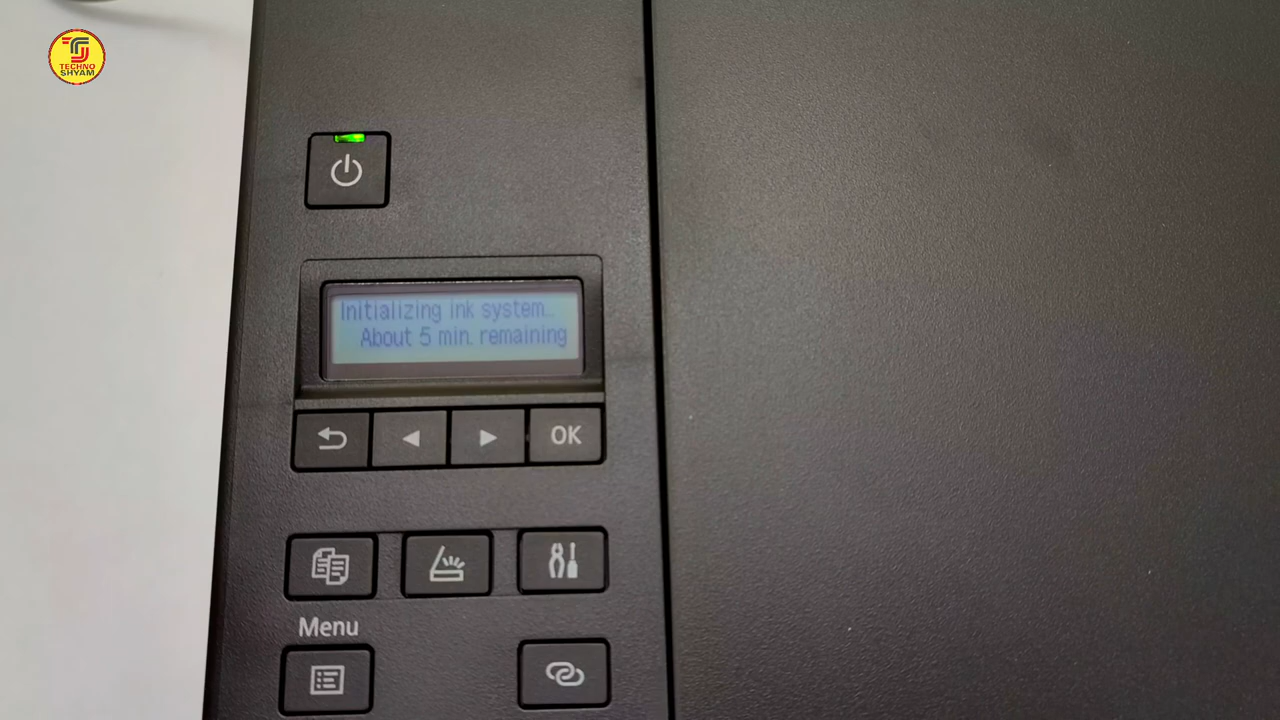 TECHNO
SHYAM
Initializing ink system..
About 5 min. remaining
OK
Menu